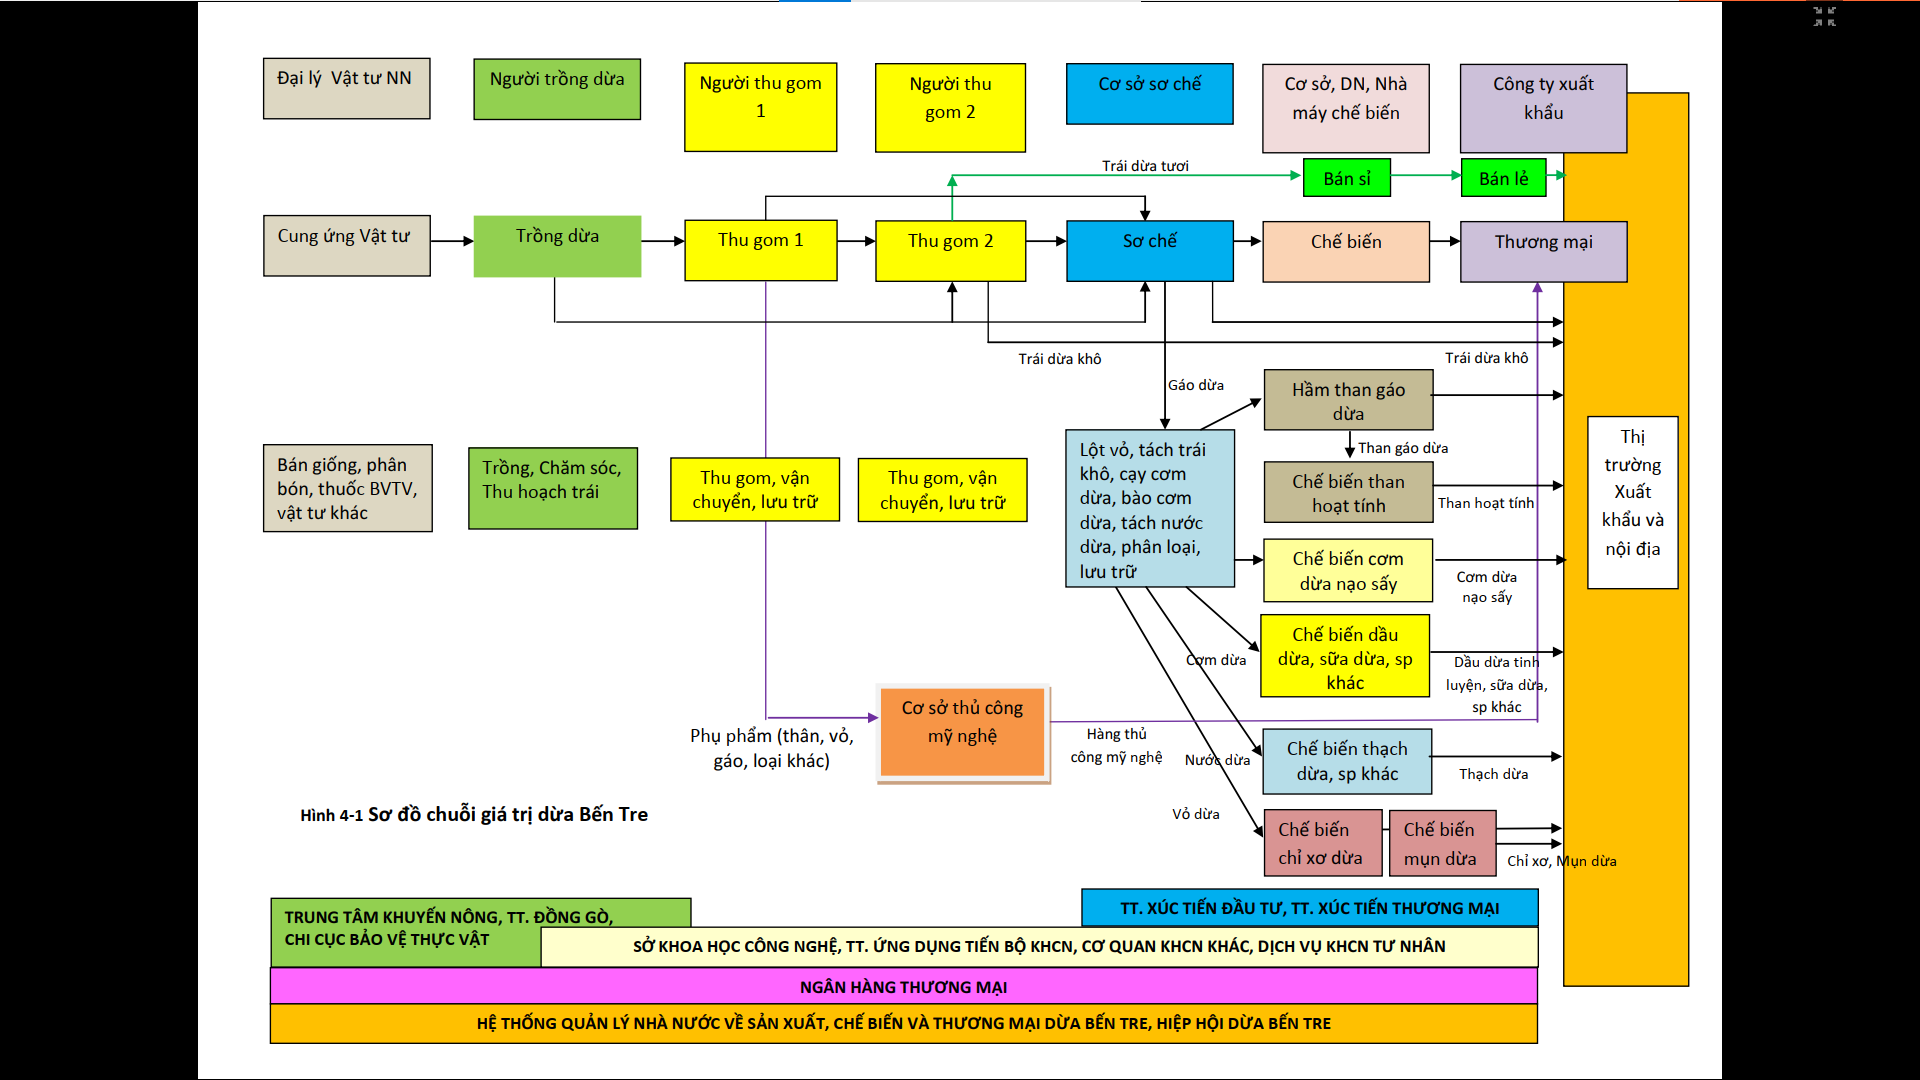 Đại lý  Vật tư NN
Người trồng dừa
Người thu gom
1
Người thu
gom 2
Cơ sở sơ chế
Cơ sở, DN, Nhà
máy chế biến
Công ty xuất
khẩu
Trái dừa tươi
Bán sỉ
Bán lẻ
Cung ứng Vật tư
Trồng dừa
Thu gom 1
Thu gom 2
Sơ chế
Chế biến
Thương mại
Trái dừa khô
Trái dừa khô
Gáo dừa
Hầm than gáo
dừa
Than gáo dừa
Bán giống, phân
bón, thuốc BVTV,
vật tư khác
Trồng, Chăm sóc,
Thu hoạch trái
Thu gom, vận
chuyển, lưu trữ
Thu gom, vận
chuyển, lưu trữ
Lột vỏ, tách trái
khô, cạy cơm
dừa, bào cơm
dừa, tách nước
dừa, phân loại,
lưu trữ
Chế biến than
hoạt tính
Than hoạt tính
Thị
trường
Xuất
khẩu và
nội địa
Chế biến cơm
dừa nạo sấy
Cơm dừa
nạo sấy
Chế biến dầu
dừa, sữa dừa, sp
khác
Cơm dừa
Dầu dừa tinh
luyện, sữa dừa,
sp khác
Cơ sở thủ công
mỹ nghệ
Phụ phẩm (thân, vỏ,
gáo, loại khác)
Hàng thủ
công mỹ nghệ
Nước dừa
Chế biến thạch
dừa, sp khác
Thạch dừa
Hình 4-1 Sơ đồ chuỗi giá trị dừa Bến Tre
Vỏ dừa
Chế biến
chỉ xơ dừa
Chế biến
mụn dừa
Chỉ xơ, Mụn dừa
TRUNG TÂM KHUYẾN NÔNG, TT. ĐỒNG GÒ,
CHI CỤC BẢO VỆ THỰC VẬT
TT. XÚC TIẾN ĐẦU TƯ, TT. XÚC TIẾN THƯƠNG MẠI
SỞ KHOA HỌC CÔNG NGHỆ, TT. ỨNG DỤNG TIẾN BỘ KHCN, CƠ QUAN KHCN KHÁC, DỊCH VỤ KHCN TƯ NHÂN
NGÂN HÀNG THƯƠNG MẠI
HỆ THỐNG QUẢN LÝ NHÀ NƯỚC VỀ SẢN XUẤT, CHẾ BIẾN VÀ THƯƠNG MẠI DỪA BẾN TRE, HIỆP HỘI DỪA BẾN TRE